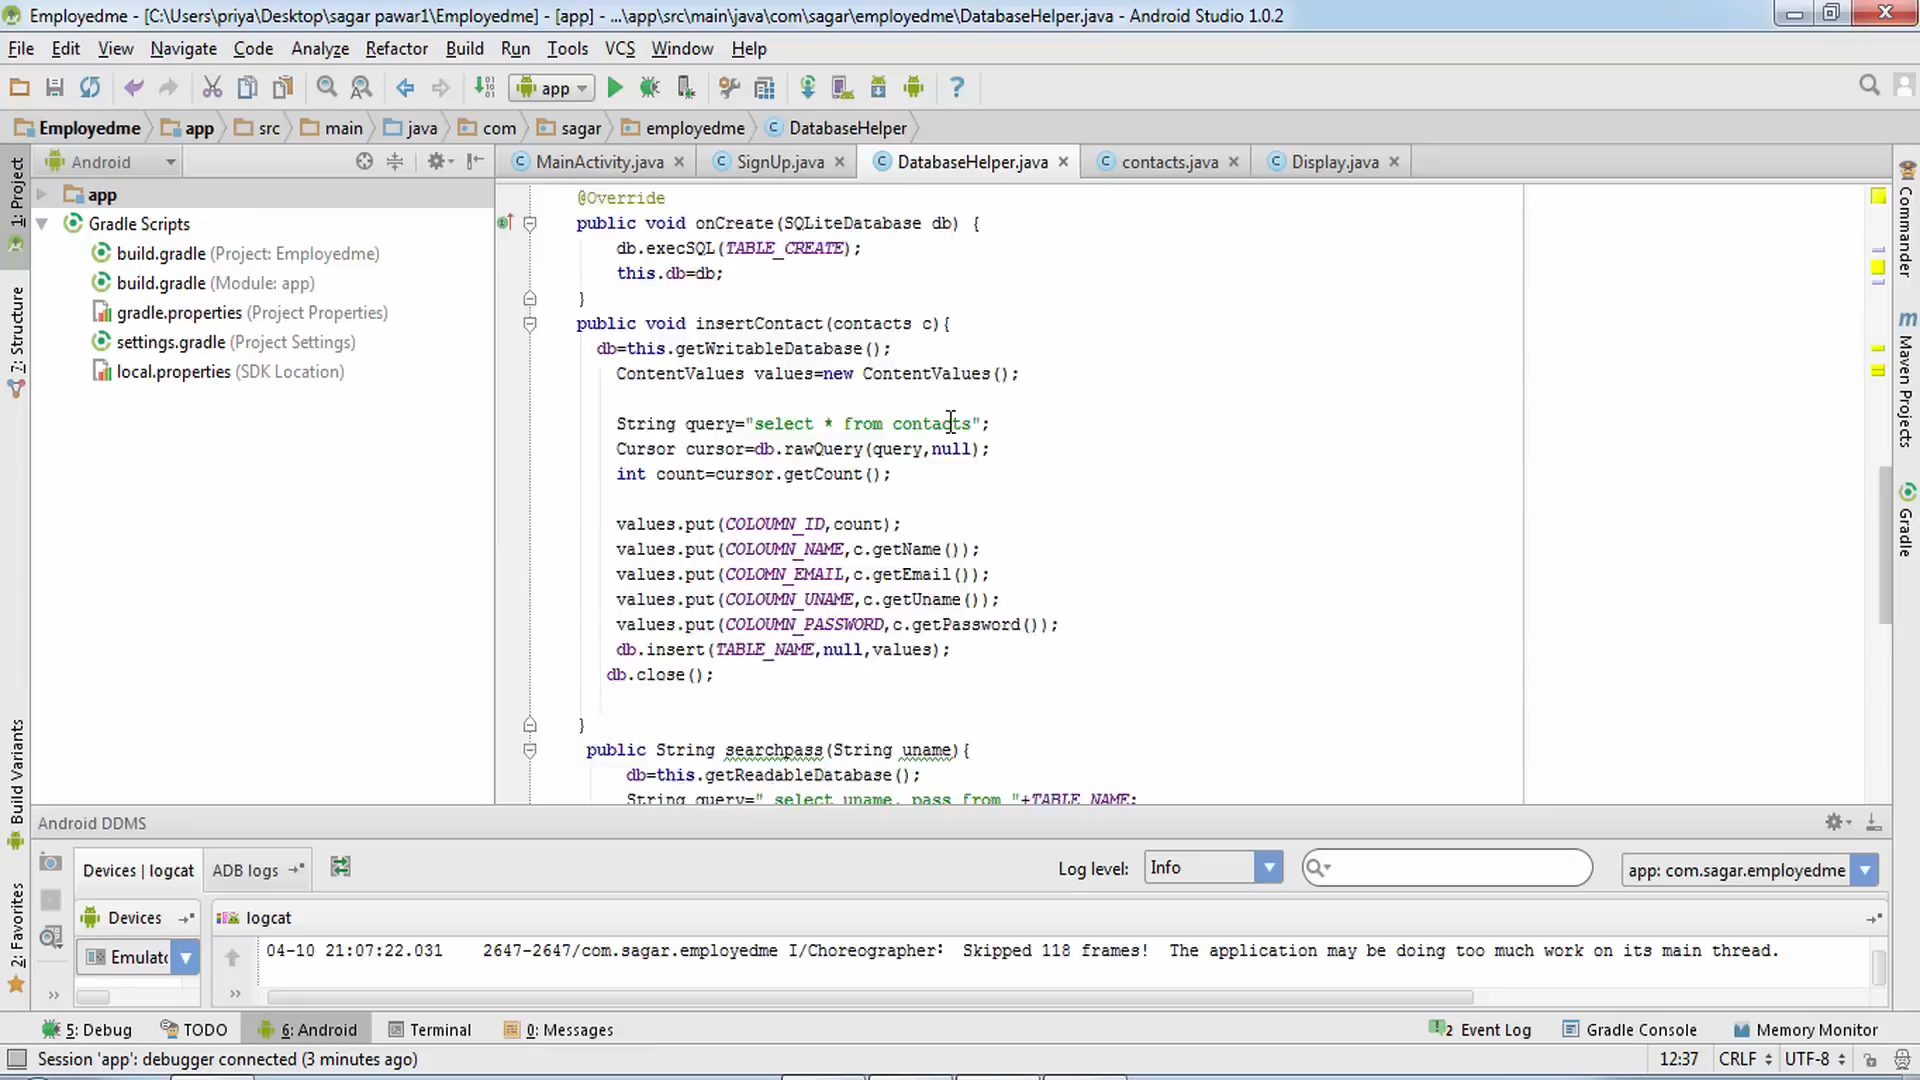 Employedme - [C:\Users\priya\Desktop\sagar pawar1\Employedme] - [app] - ...\app\src\main\java\com\sagar\employedme\DatabaseHelper.java - Android Studio 1.0.2
File Edit View Navigate Code Analyze Refactor Build Run Tools VCS Window Help
app
Employedme app src main java com sagar employedme DatabaseHelper
Android
MainActivity.java SignUp.java DatabaseHelper.java contacts.java Display.java
1: Project
7: Structure
Build Variants
2: Favorites
app
Gradle Scripts
build.gradle (Project: Employedme)
build.gradle (Module: app)
gradle.properties (Project Properties)
settings.gradle (Project Settings)
local.properties (SDK Location)
@Override
public void onCreate(SQLiteDatabase db) {
db.execSQL(TABLE_CREATE);
this.db=db;
}
public void insertContact(contacts c){
db=this.getWritableDatabase();
ContentValues values=new ContentValues();
String query="select * from contacts";
Cursor cursor=db.rawQuery(query,null);
int count=cursor.getCount();
values.put(COLOUMN_ID,count);
values.put(COLOUMN_NAME,c.getName());
values.put(COLOMN_EMAIL,c.getEmail());
values.put(COLOUMN_UNAME,c.getUname());
values.put(COLOUMN_PASSWORD,c.getPassword());
db.insert(TABLE_NAME,null,values);
db.close();
}
public String searchpass(String uname){
db=this.getReadableDatabase();
String query=" select uname, pass from "+TABLE_NAME;
Commander
Maven Projects
Gradle
Android DDMS
Devices | logcat ADB logs Log level: Info app: com.sagar.employedme
Devices logcat
Emulato
04-10 21:07:22.031 2647-2647/com.sagar.employedme I/Choreographer: Skipped 118 frames! The application may be doing too much work on its main thread.
5: Debug TODO 6: Android Terminal 0: Messages 2 Event Log Gradle Console Memory Monitor
Session 'app': debugger connected (3 minutes ago) 12:37 CRLF UTF-8